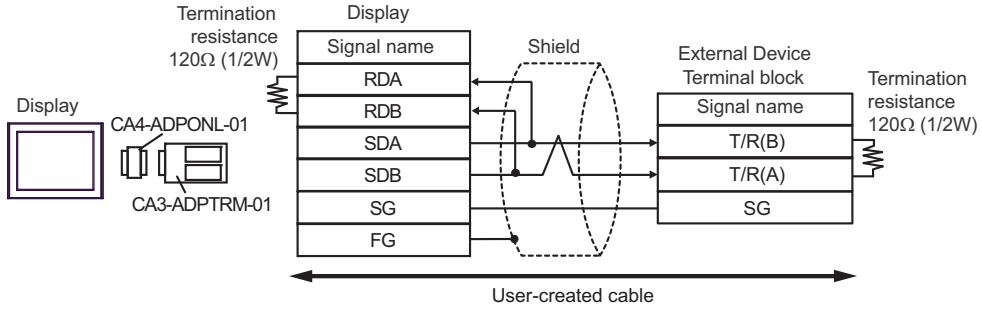 Termination
resistance
120Ω (1/2W)
Display
Signal name
RDA
RDB
SDA
SDB
SG
FG
Shield
External Device
Terminal block
Signal name
T/R(B)
T/R(A)
SG
Termination
resistance
120Ω (1/2W)
Display
CA4-ADPONL-01
CA3-ADPTRM-01
User-created cable